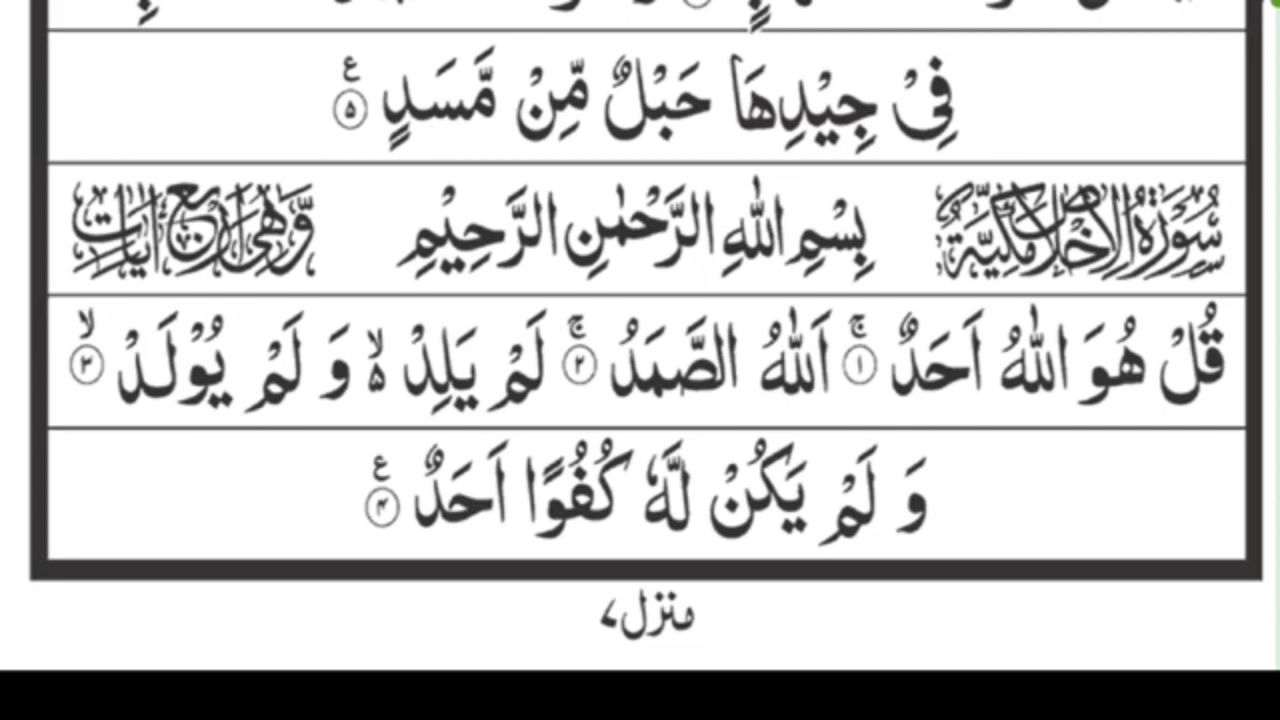 فِیْ جِیْدِهَا حَبْلٌ مِّنْ مَّسَدٍ ۵ ع
سُوْرَةُ الْاِخْلَاصِ مَكِّيَّةٌ بِسْمِ اللّٰهِ الرَّحْمٰنِ الرَّحِیْمِ وَّهِیَ اَرْبَعُ اٰیَاتٍ
قُلْ هُوَ اللّٰهُ اَحَدٌ ۱ۚ اَللّٰهُ الصَّمَدُ ۲ۚ لَمْ یَلِدْ ۙ۬ۥ وَ لَمْ یُوْلَدْ ۳ۙ
وَ لَمْ یَكُنْ لَّهٗ كُفُوًا اَحَدٌ ۴ ع
منزل۷